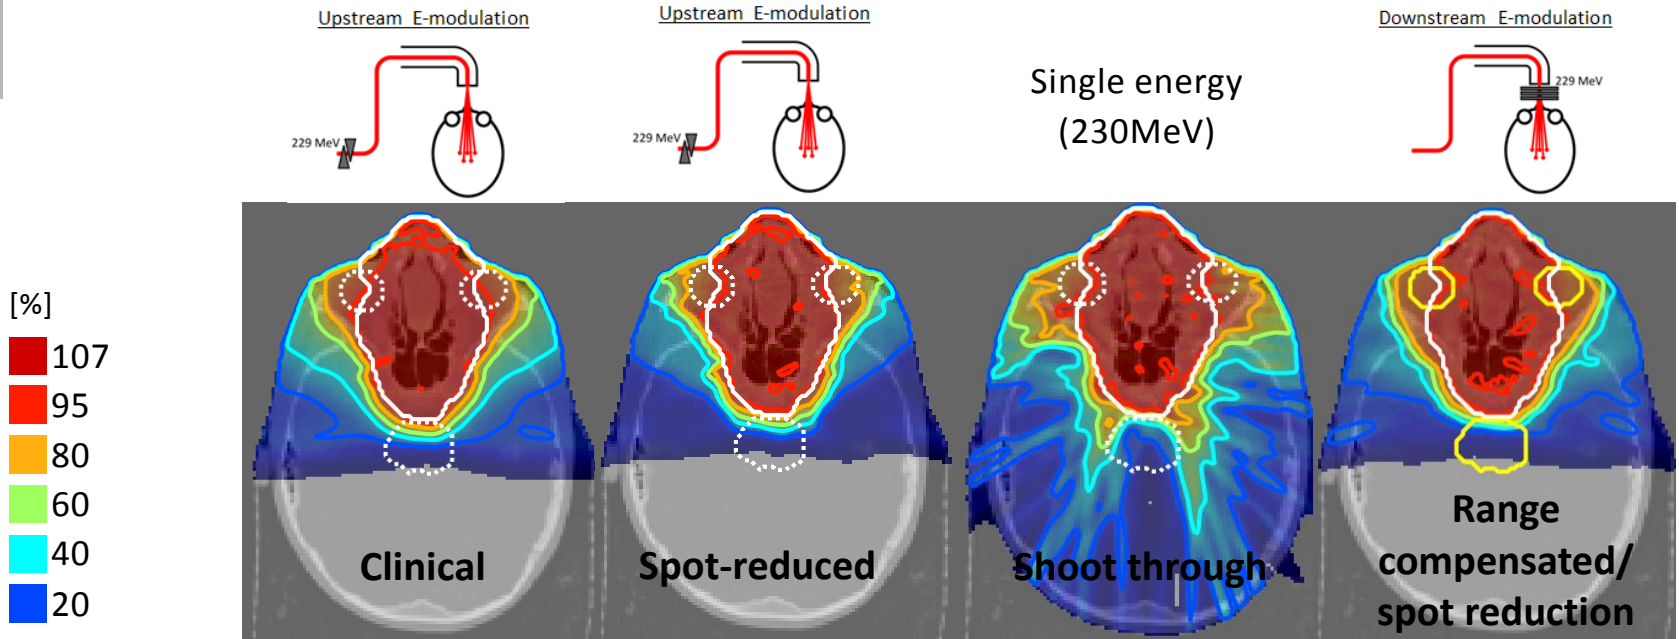 Upstream E-modulation
Upstream E-modulation
Downstream E-modulation
229 MeV
229 MeV
Single energy
(230MeV)
229 MeV
[%]
107
95
80
60
40
20
Clinical
Spot-reduced
Shoot through
Range
compensated/
spot reduction